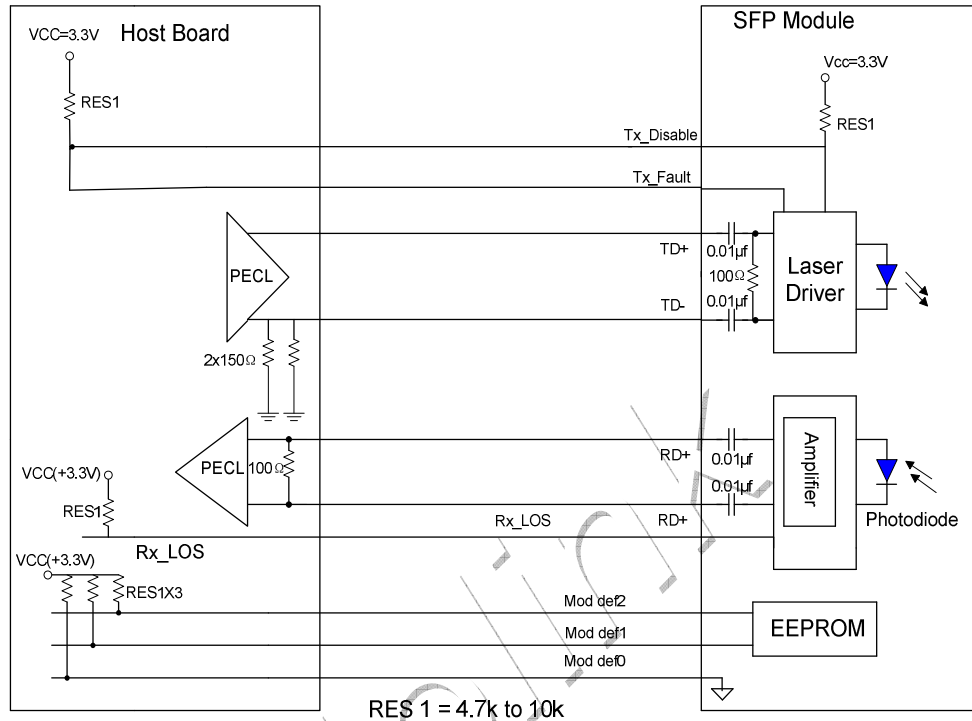 Host Board
SFP Module
VCC=3.3V
Vcc=3.3V
RES1
RES1
Tx_Disable
Tx_Fault
PECL
TD+
0.01µf
100Ω
0.01µf
TD-
Laser
Driver
2x150Ω
PECL
100Ω
RD+
0.01µf
0.01µf
RD+
Amplifier
Photodiode
VCC(+3.3V)
RES1
Rx_LOS
Rx_LOS
VCC(+3.3V)
RES1X3
Mod def2
Mod def1
Mod def0
EEPROM
RES 1 = 4.7k to 10k